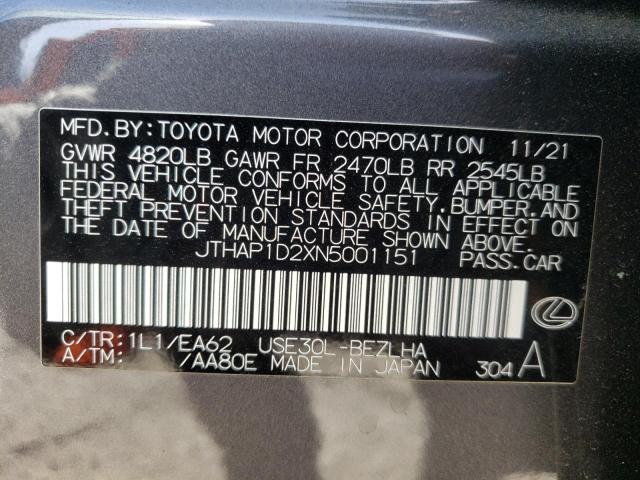 MFD. BY: TOYOTA MOTOR CORPORATION 11/21
GVWR 4820LB GAWR FR 2470LB RR 2545LB
THIS VEHICLE CONFORMS TO ALL APPLICABLE
FEDERAL MOTOR VEHICLE SAFETY, BUMPER, AND
THEFT PREVENTION STANDARDS IN EFFECT ON
THE DATE OF MANUFACTURE SHOWN ABOVE.
JTHAP1D2XN5001151 PASS. CAR
C/TR: 1L1/EA62 USE30L-BEZLHA
A/TM: /AA80E MADE IN JAPAN 304 A